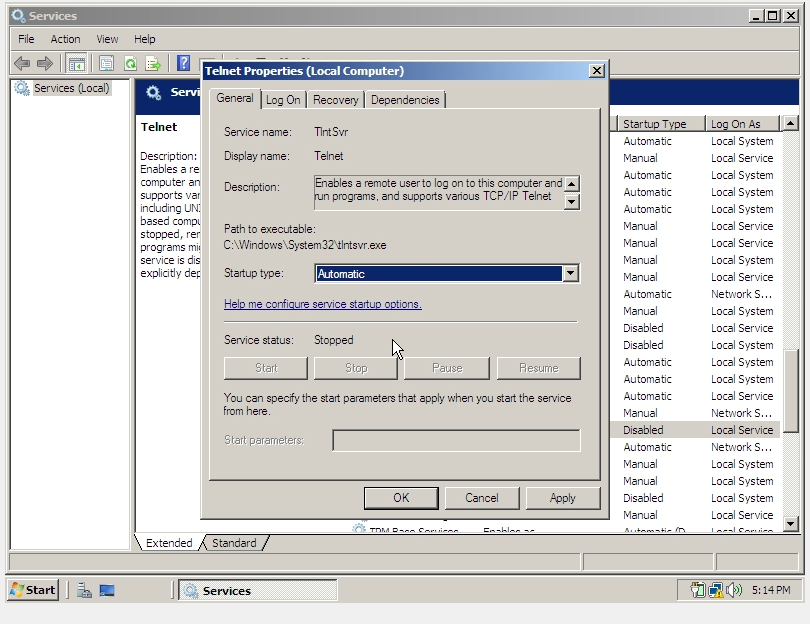 Services
File Action View Help
Services (Local)
Telnet
Description:
Enables a re
computer an
supports var
including UNI
based compu
stopped, rer
programs mi
service is dis
explicitly dep
Telnet Properties (Local Computer)
General Log On Recovery Dependencies
Service name: TlntSvr
Display name: Telnet
Description: Enables a remote user to log on to this computer and
run programs, and supports various TCP/IP Telnet
Path to executable:
C:\Windows\System32\tlntsvr.exe
Startup type: Automatic
Help me configure service startup options.
Service status: Stopped
Start Stop Pause Resume
You can specify the start parameters that apply when you start the service
from here.
Start parameters:
OK Cancel Apply
Startup Type Log On As
Automatic Local System
Manual Local Service
Automatic Local System
Automatic Local System
Automatic Local System
Manual Local Service
Manual Local System
Manual Local System
Manual Local Service
Automatic Network S...
Manual Local System
Disabled Local Service
Disabled Local System
Automatic Local System
Automatic Local System
Automatic Local Service
Manual Network S...
Disabled Local Service
Automatic Network S...
Manual Local System
Manual Local System
Disabled Local System
Manual Local Service
TPM Base Services Enables ac Automatic (D Local Service
Extended Standard
Start Services 5:14 PM